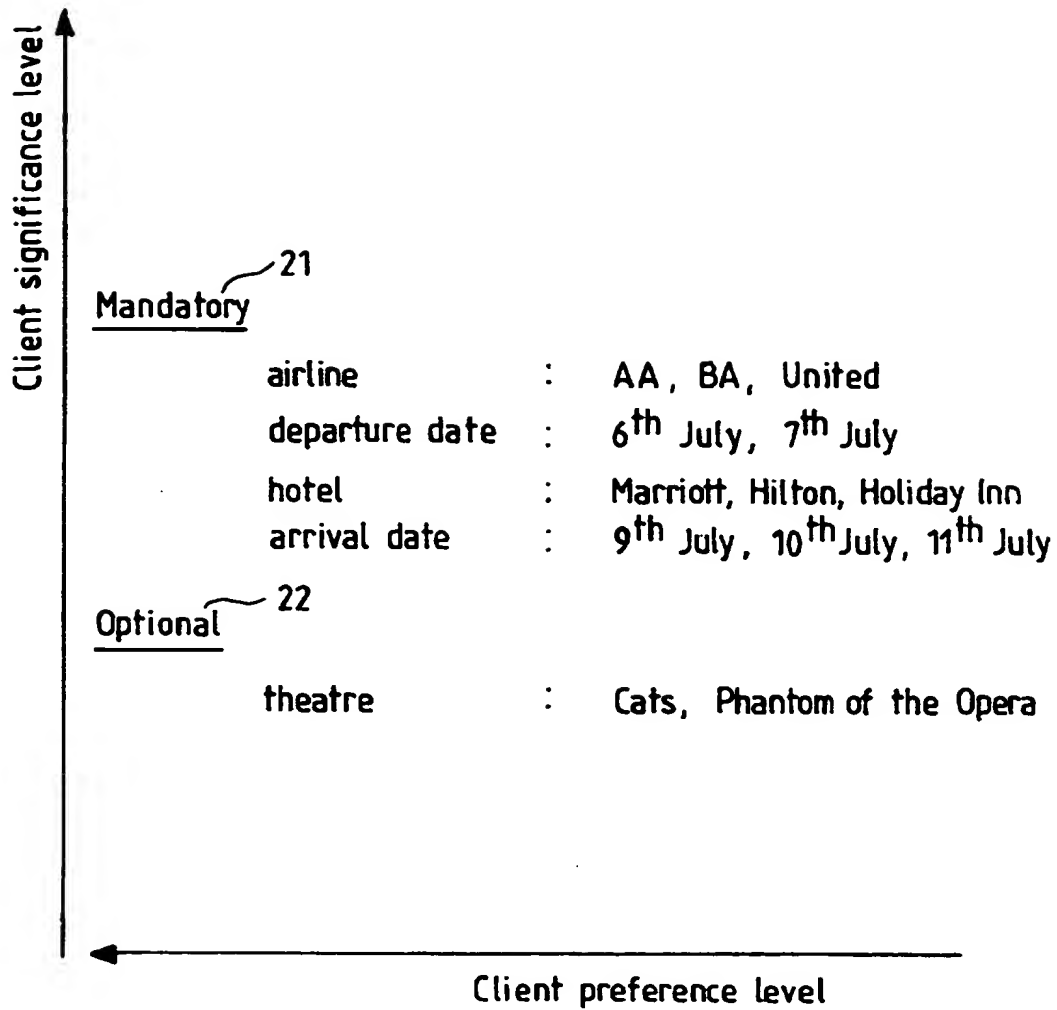 Client significance level
21
Mandatory
airline : AA, BA, United
departure date : 6th July, 7th July
hotel : Marriott, Hilton, Holiday Inn
arrival date : 9th July, 10th July, 11th July
22
Optional
theatre : Cats, Phantom of the Opera
Client preference level